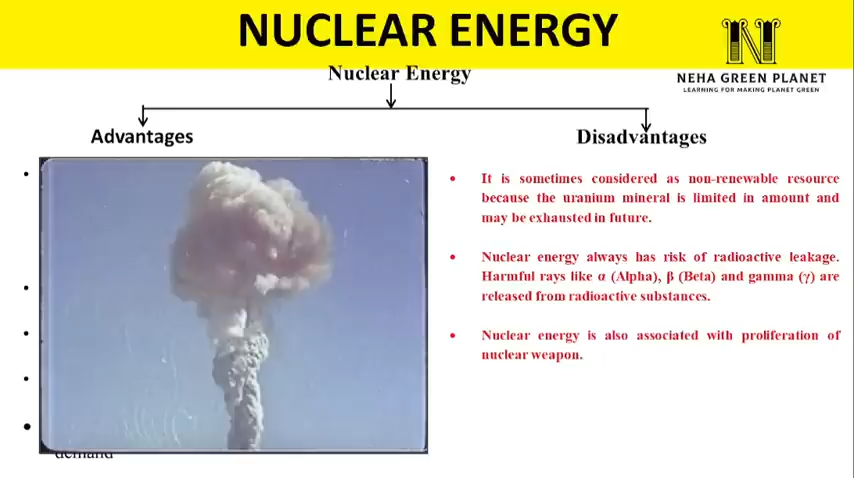 NUCLEAR ENERGY
NEHA GREEN PLANET
LEARNING FOR MAKING PLANET GREEN
Nuclear Energy
Advantages
Disadvantages
• It is sometimes considered as non-renewable resource
because the uranium mineral is limited in amount and
may be exhausted in future.
• Nuclear energy always has risk of radioactive leakage.
Harmful rays like α (Alpha), β (Beta) and gamma (γ) are
released from radioactive substances.
• Nuclear energy is also associated with proliferation of
nuclear weapon.
demand